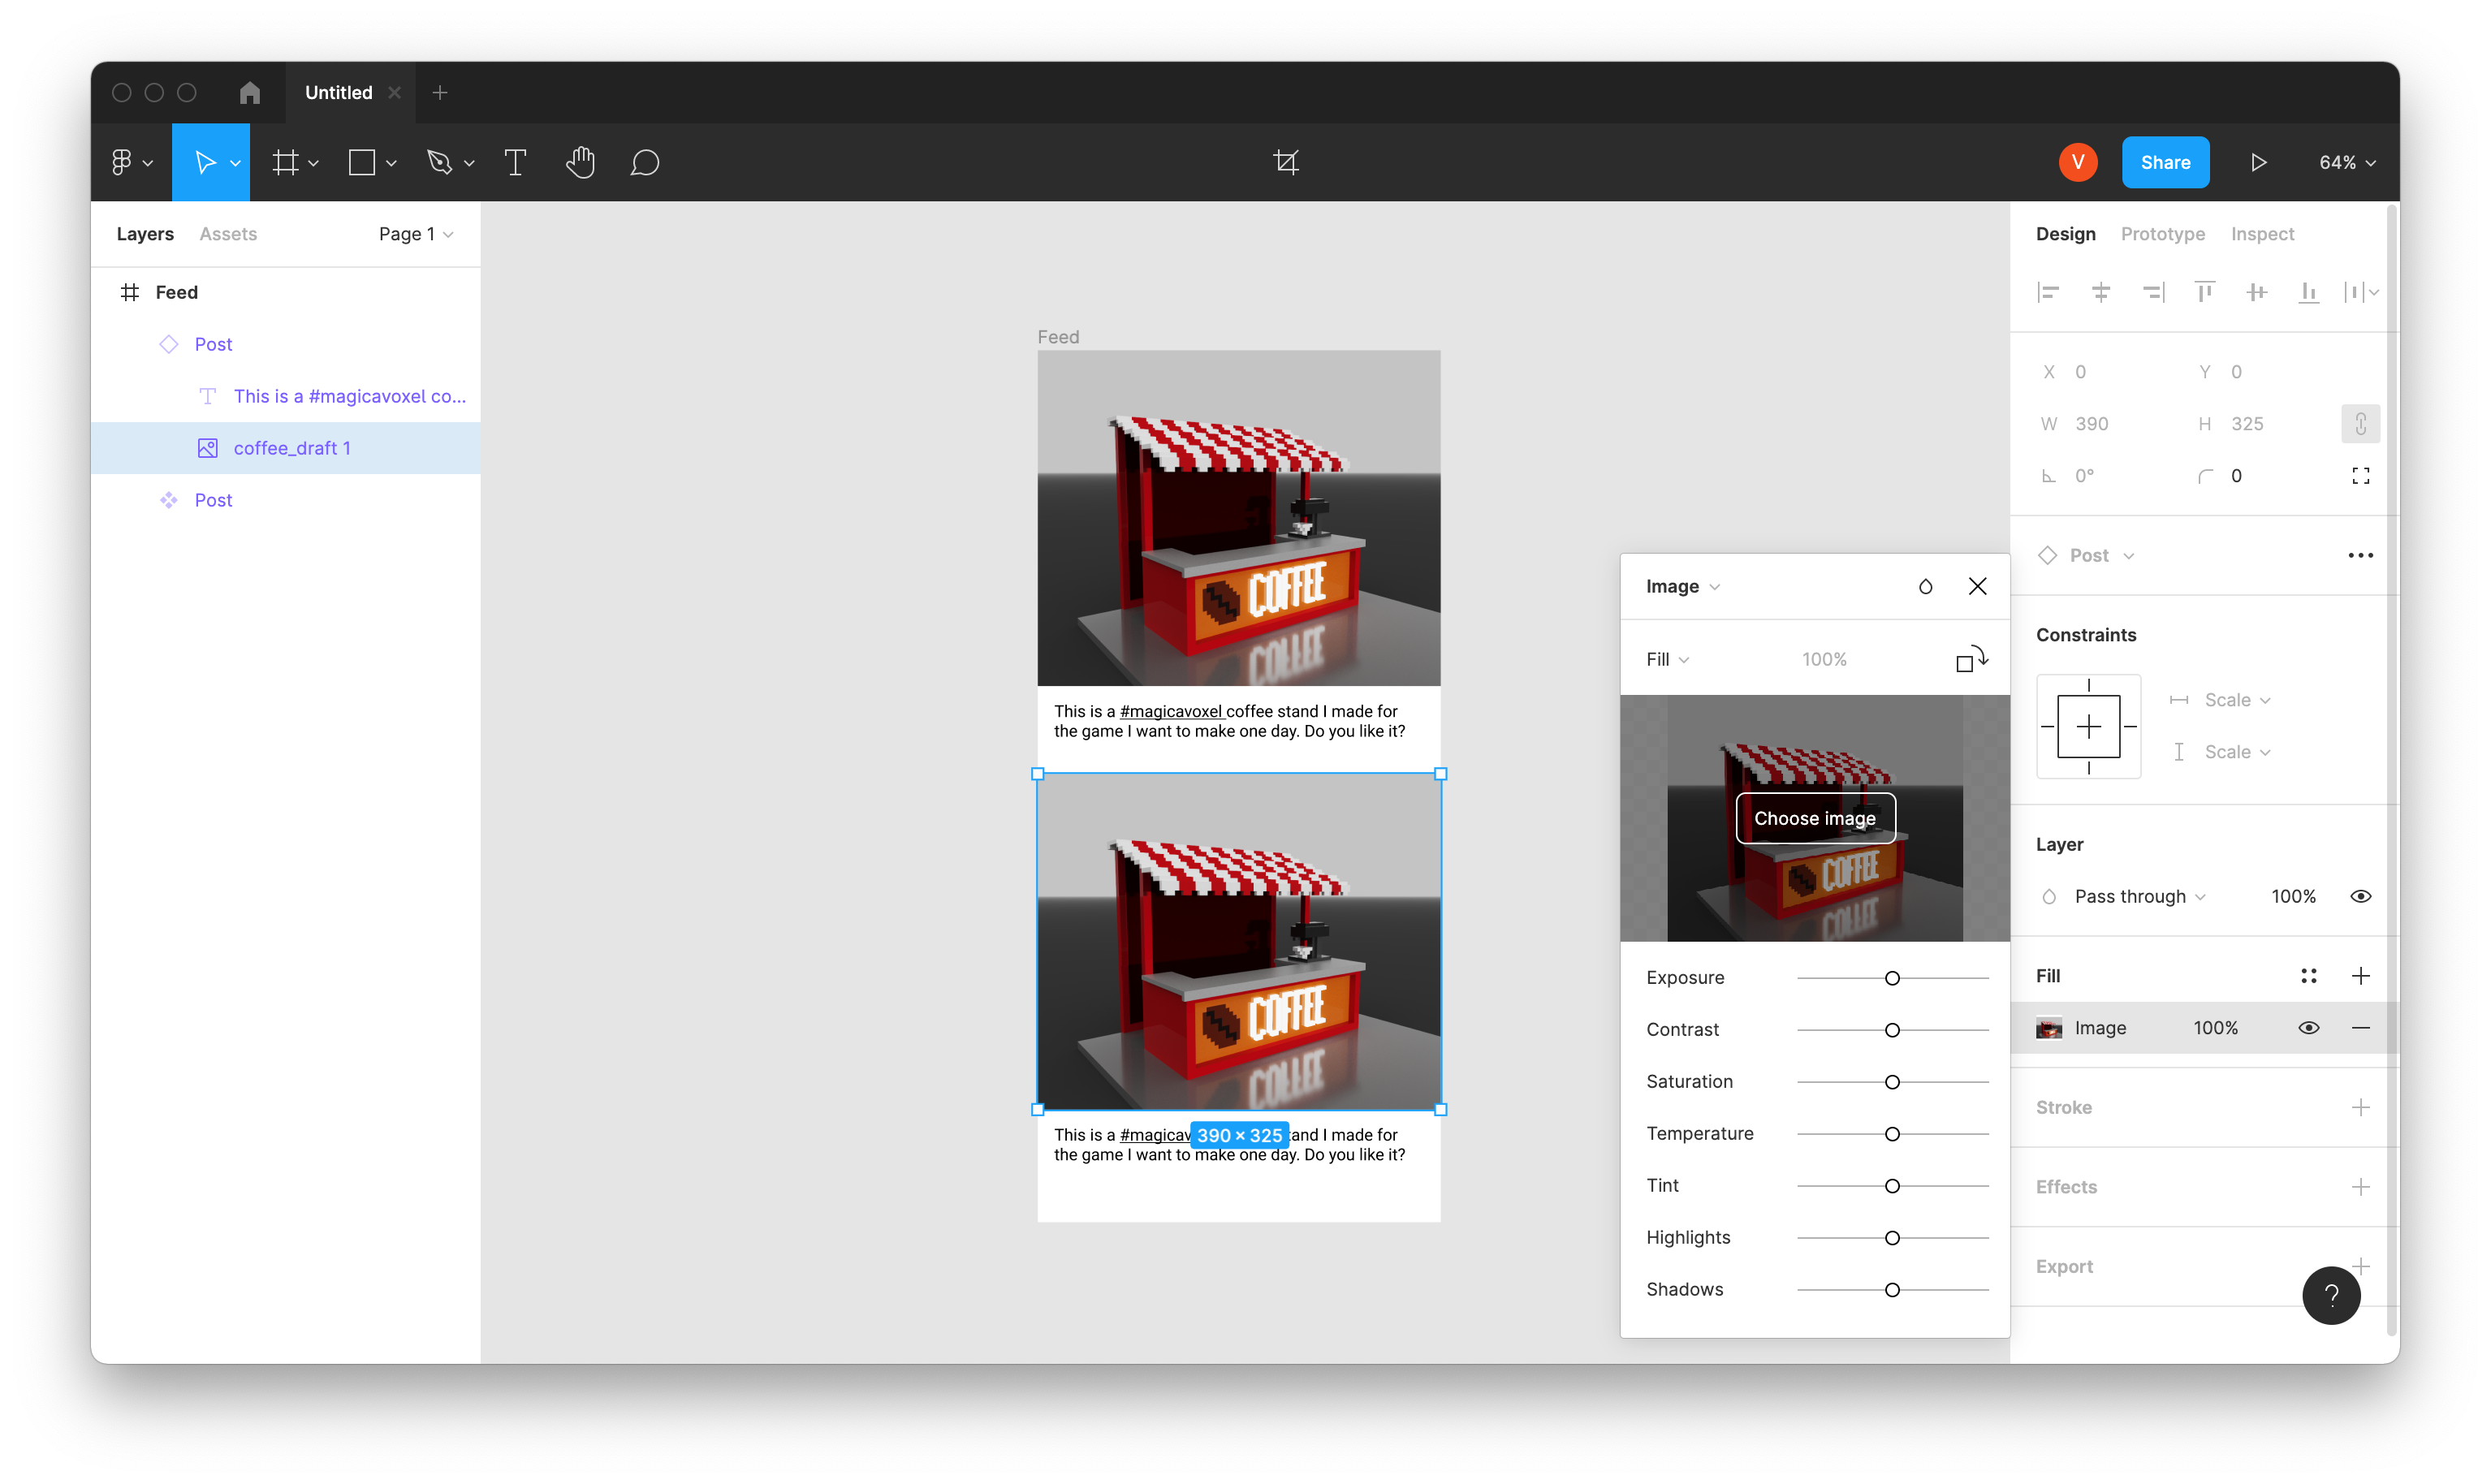 Untitled
V
Share
64%
Layers
Assets
Page 1
Feed
Post
This is a #magicavoxel co...
coffee_draft 1
Post
Feed
COFFEE
This is a #magicavoxel coffee stand I made for
the game I want to make one day. Do you like it?
COFFEE
390 × 325
This is a #magicav and I made for
the game I want to make one day. Do you like it?
Image
Fill
100%
Choose image
COFFEE
Exposure
Contrast
Saturation
Temperature
Tint
Highlights
Shadows
Design
Prototype
Inspect
X 0
Y 0
W 390
H 325
0°
0
Post
Constraints
Scale
Scale
Layer
Pass through
100%
Fill
Image
100%
Stroke
Effects
Export
?